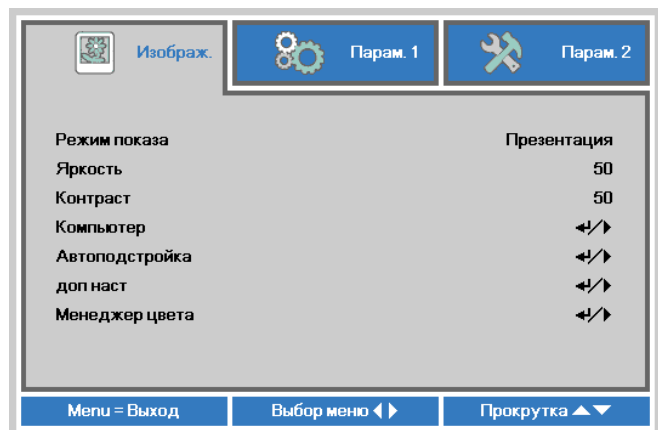 Изображ. Парам. 1 Парам. 2
Режим показа Презентация
Яркость 50
Контраст 50
Компьютер
Автоподстройка
доп наст
Менеджер цвета
Menu = Выход Выбор меню Прокрутка